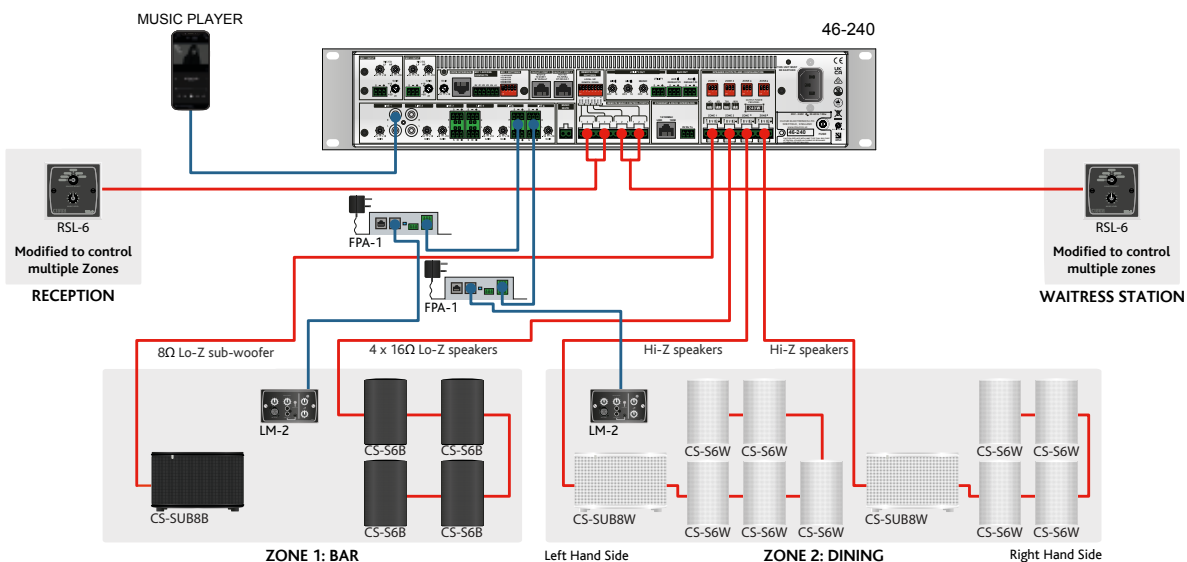 MUSIC PLAYER
46-240
46-240
RSL-6
Modified to control
multiple Zones
RECEPTION
RSL-6
Modified to control
multiple zones
WAITRESS STATION
FPA-1
FPA-1
8Ω Lo-Z sub-woofer
4 x 16Ω Lo-Z speakers
Hi-Z speakers
Hi-Z speakers
LM-2
CS-S6B
CS-S6B
CS-SUB8B
CS-S6B
CS-S6B
ZONE 1: BAR
LM-2
CS-S6W
CS-S6W
CS-S6W
CS-S6W
CS-SUB8W
CS-S6W
CS-S6W
CS-S6W
CS-SUB8W
CS-S6W
CS-S6W
Left Hand Side
ZONE 2: DINING
Right Hand Side